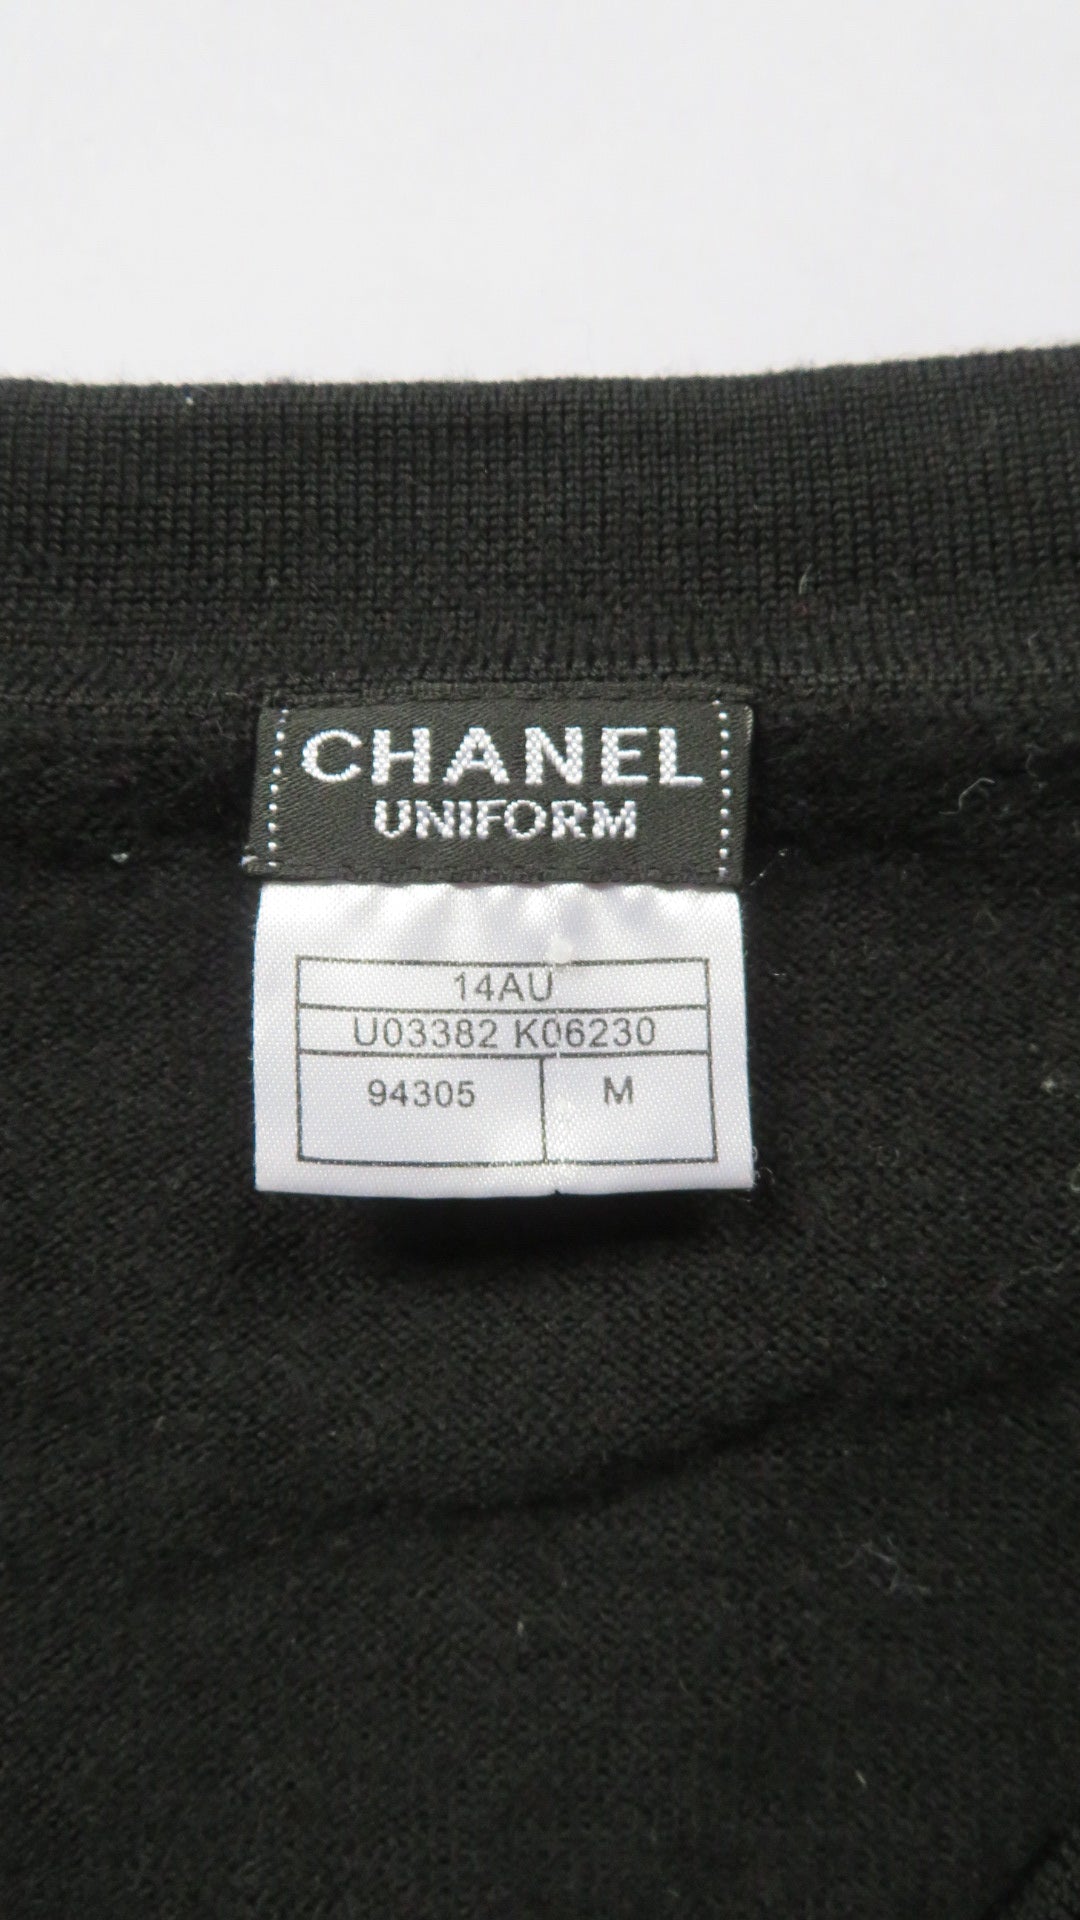 CHANEL
UNIFORM
14AU
U03382 K06230
94305 M